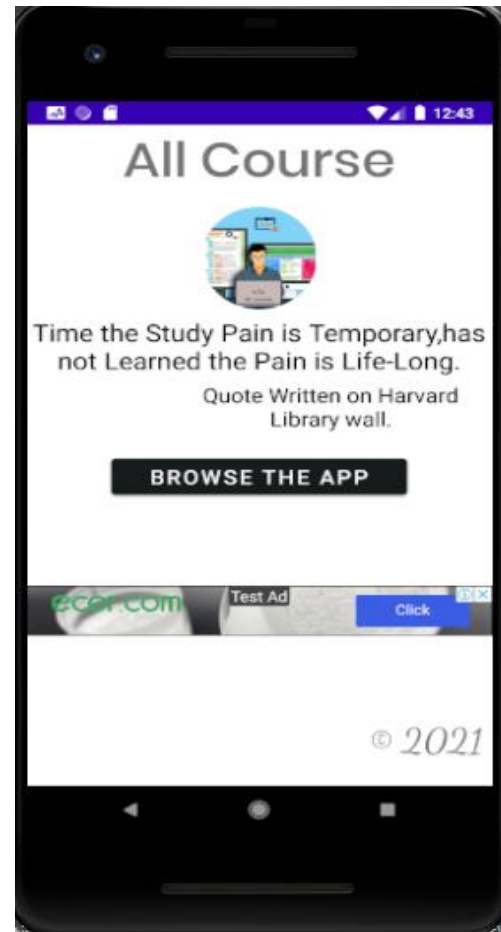 12:43
All Course
Time the Study Pain is Temporary,has
not Learned the Pain is Life-Long.
Quote Written on Harvard
Library wall.
BROWSE THE APP
ecer.com
Test Ad
Click
© 2021